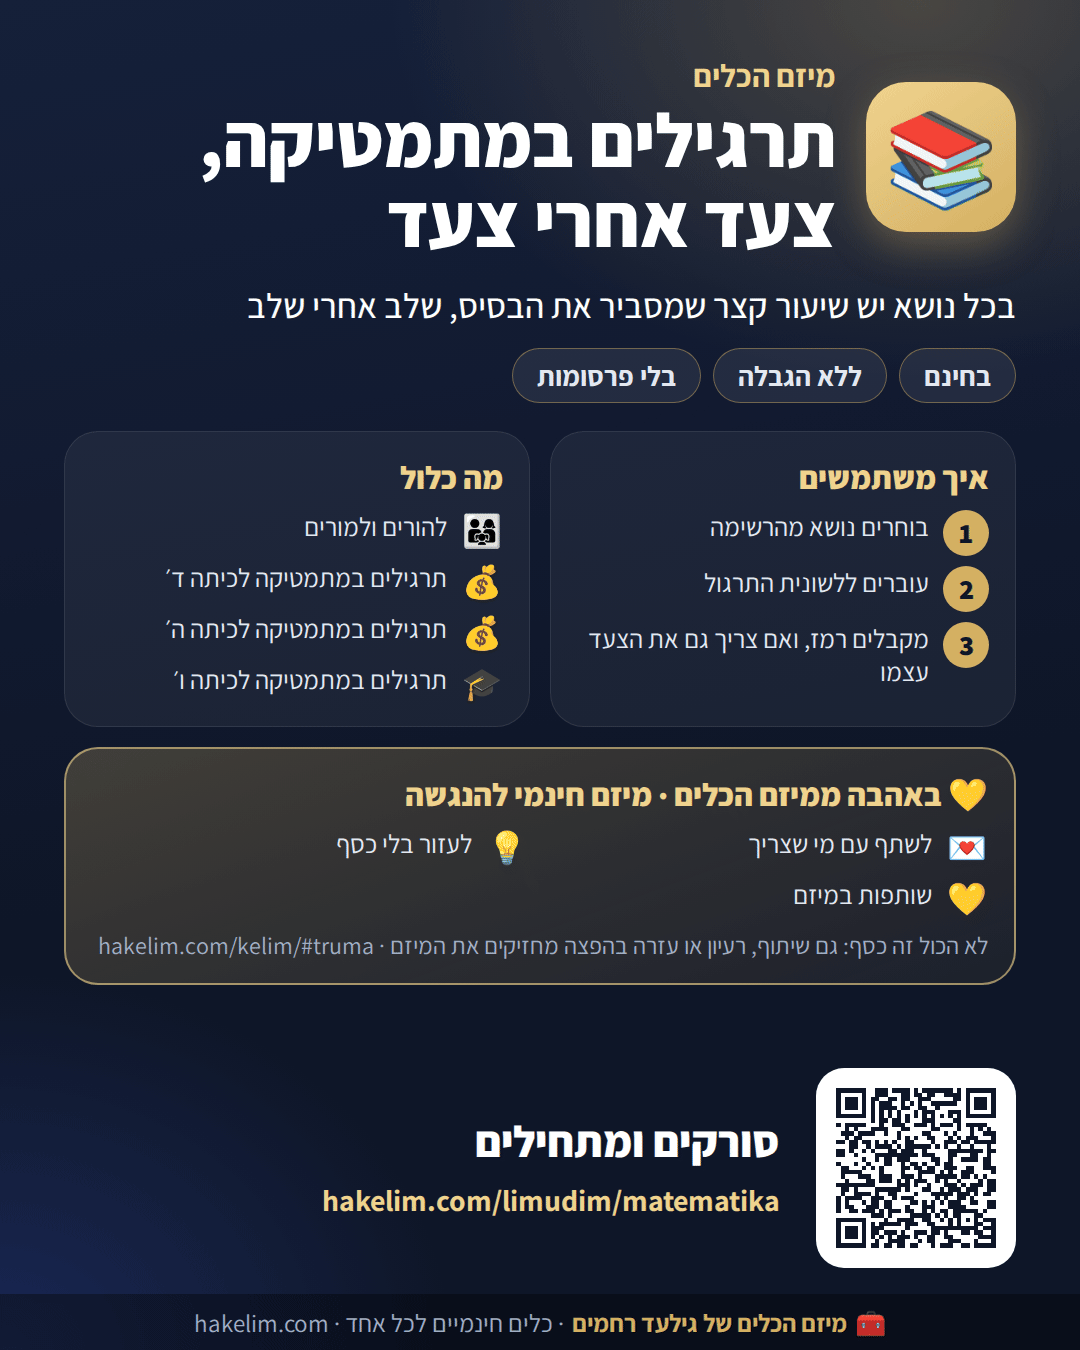 מיזם הכלים
תרגילים במתמטיקה,
צעד אחרי צעד
בכל נושא יש שיעור קצר שמסביר את הבסיס, שלב אחרי שלב
בחינם
ללא הגבלה
בלי פרסומות
איך משתמשים
1 בוחרים נושא מהרשימה
2 עוברים ללשונית התרגול
3 מקבלים רמז, ואם צריך גם את הצעד
עצמו
מה כלול
להורים ולמורים
תרגילים במתמטיקה לכיתה ד׳
תרגילים במתמטיקה לכיתה ה׳
תרגילים במתמטיקה לכיתה ו׳
באהבה ממיזם הכלים · מיזם חינמי להנגשה
לשתף עם מי שצריך
לעזור בלי כסף
שותפות במיזם
לא הכול זה כסף: גם שיתוף, רעיון או עזרה בהפצה מחזיקים את המיזם · hakelim.com/kelim/#truma
סורקים ומתחילים
hakelim.com/limudim/matematika
מיזם הכלים של גילעד רחמים · כלים חינמיים לכל אחד · hakelim.com